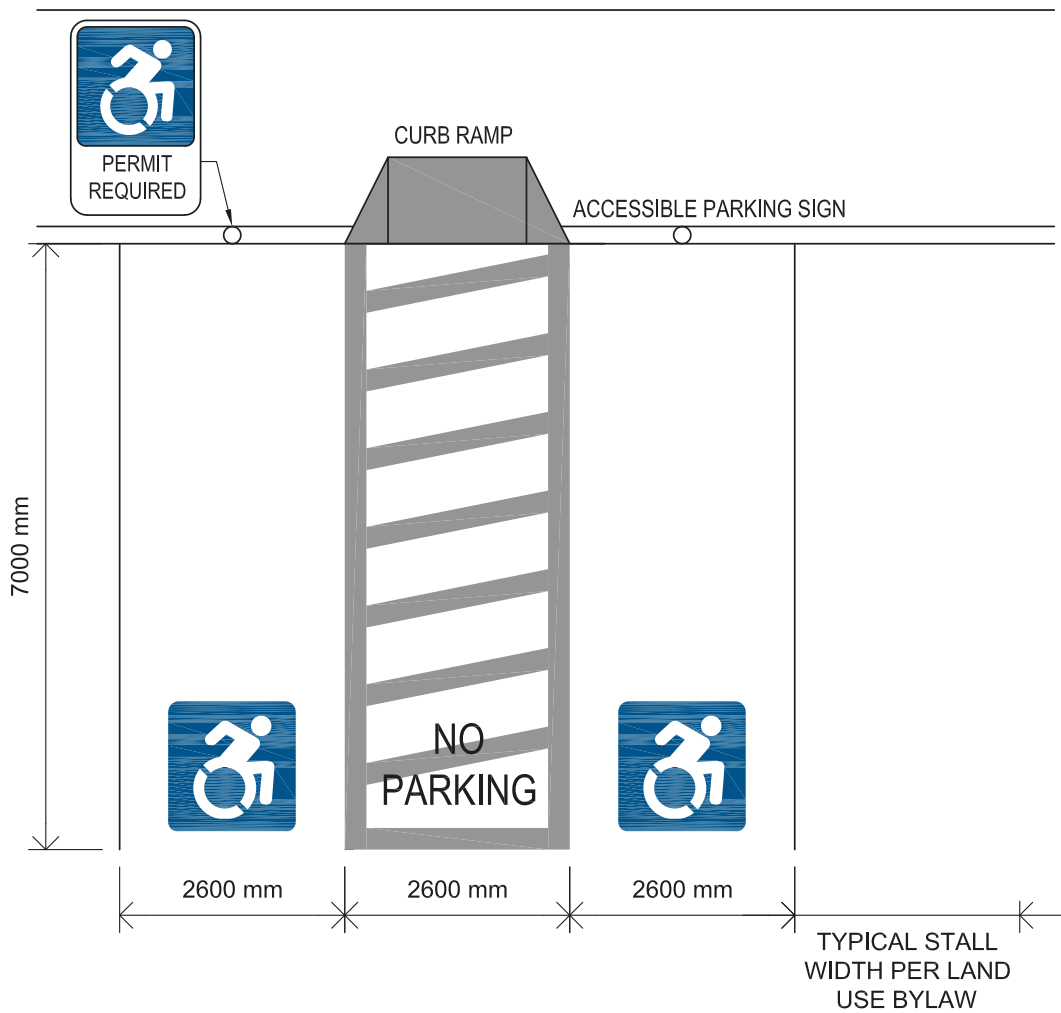 PERMIT
REQUIRED
CURB RAMP
ACCESSIBLE PARKING SIGN
7000 mm
NO
PARKING
2600 mm
2600 mm
2600 mm
TYPICAL STALL
WIDTH PER LAND
USE BYLAW